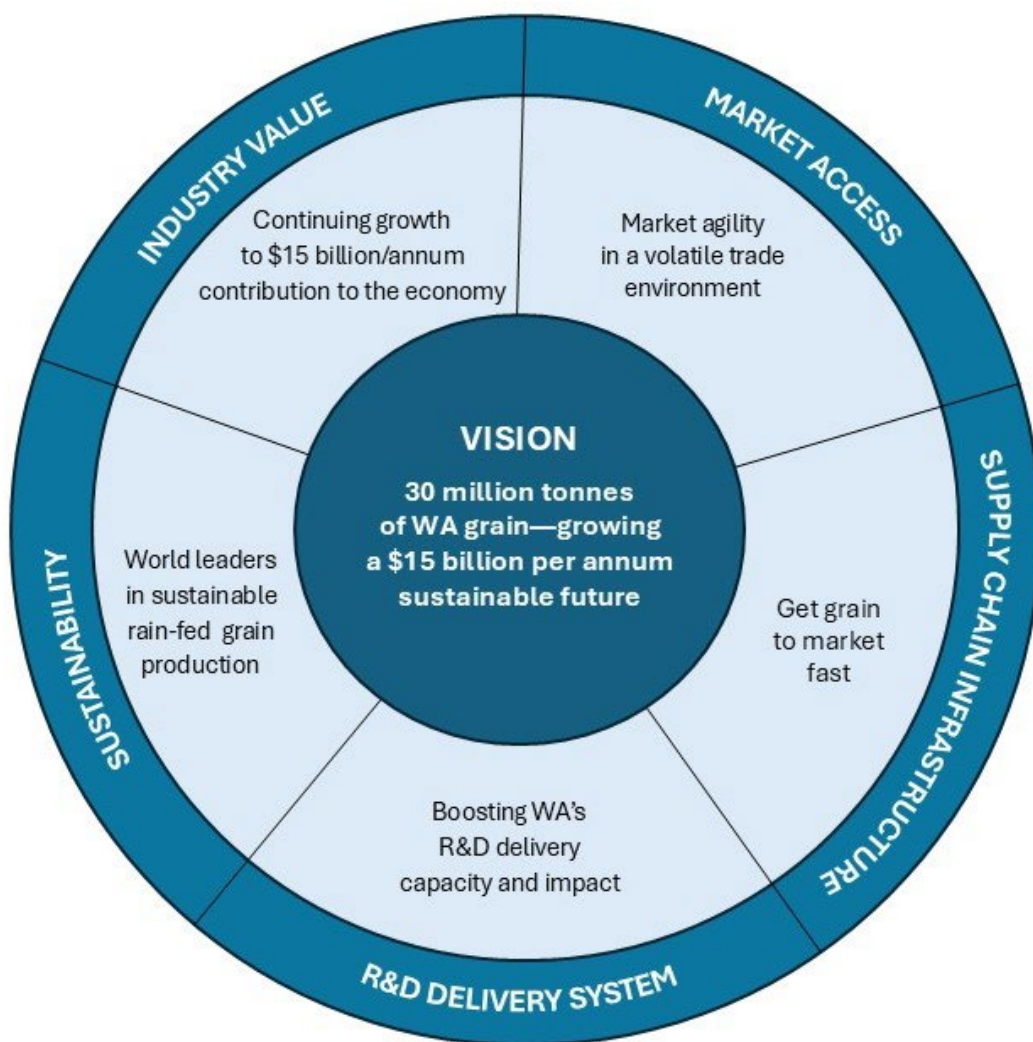 INDUSTRY VALUE
Continuing growth
to $15 billion/annum
contribution to the economy
MARKET ACCESS
Market agility
in a volatile trade
environment
VISION
30 million tonnes
of WA grain—growing
a $15 billion per annum
sustainable future
SUPPLY CHAIN INFRASTRUCTURE
Get grain
to market
fast
R&D DELIVERY SYSTEM
Boosting WA’s
R&D delivery
capacity and impact
SUSTAINABILITY
World leaders
in sustainable
rain-fed grain
production